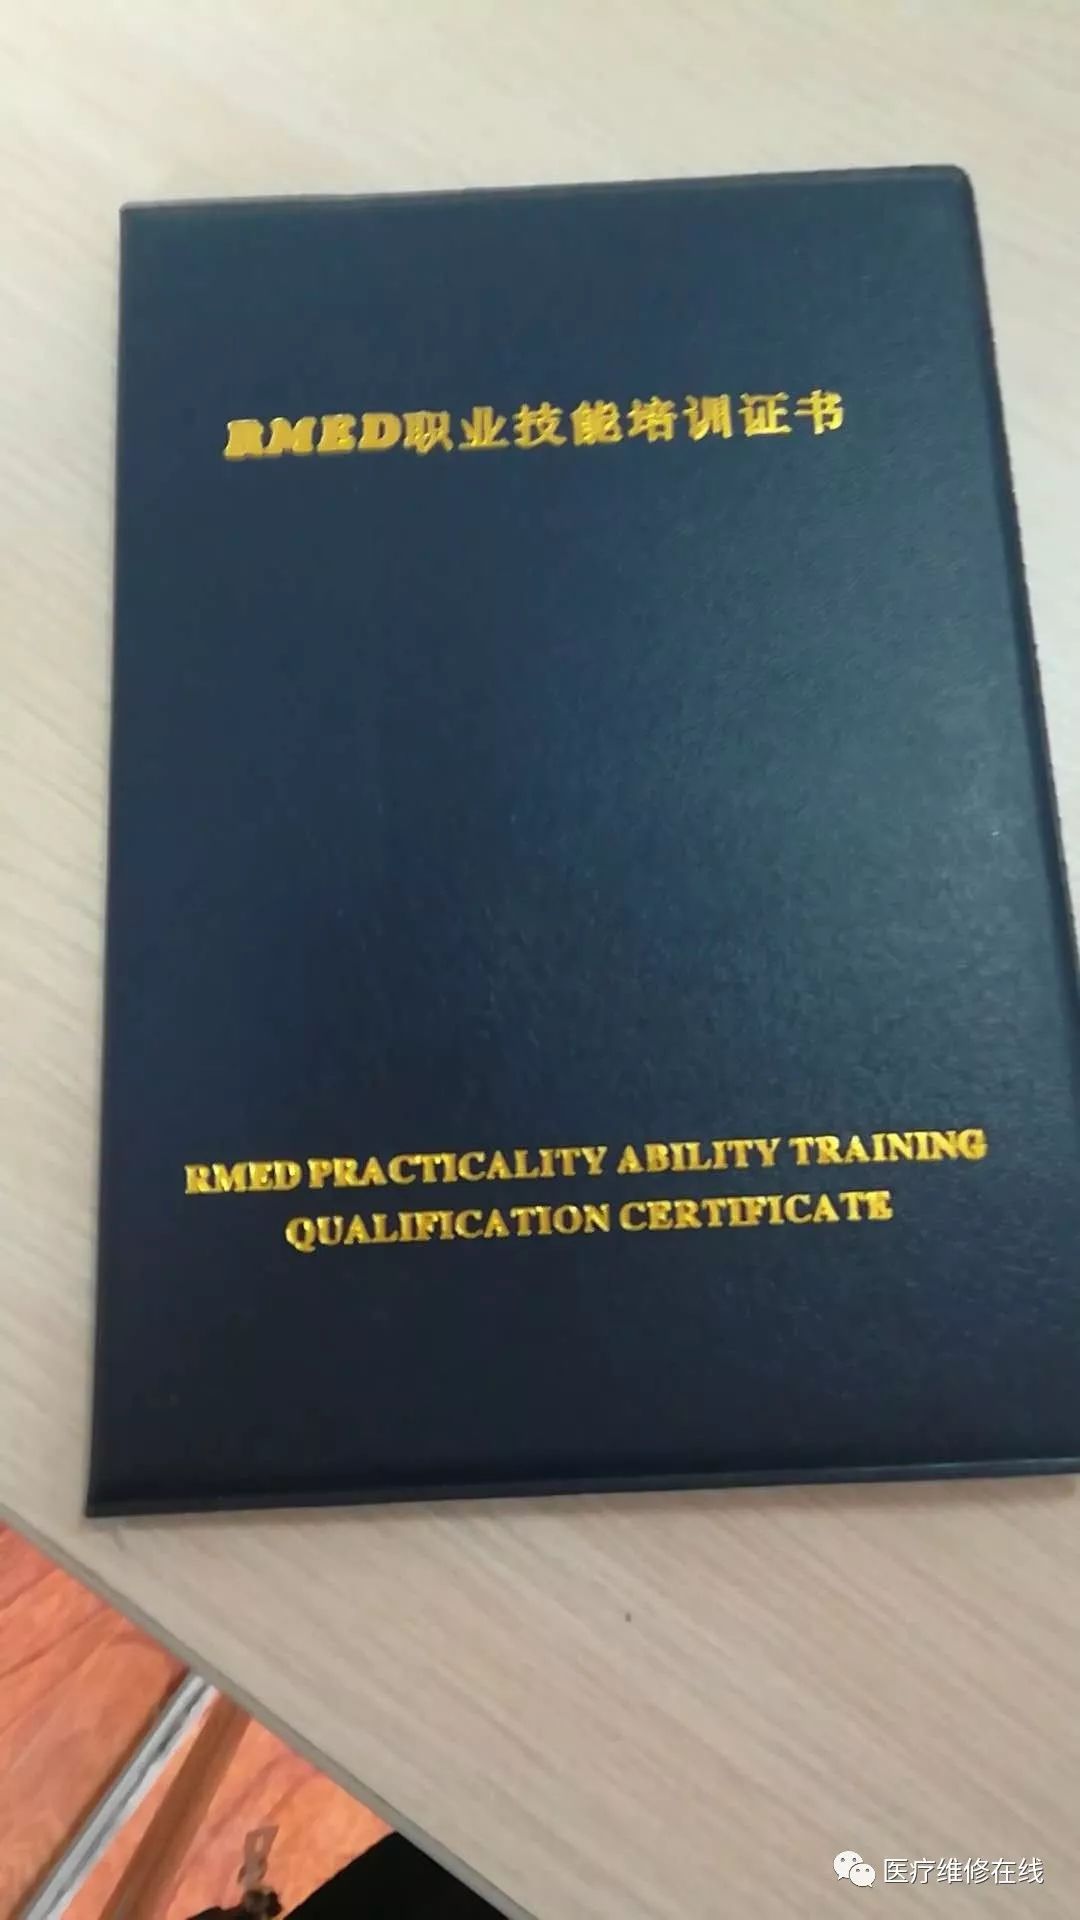 RMED职业技能培训证书
RMED PRACTICALITY ABILITY TRAINING
QUALIFICATION CERTIFICATE
医疗维修在线